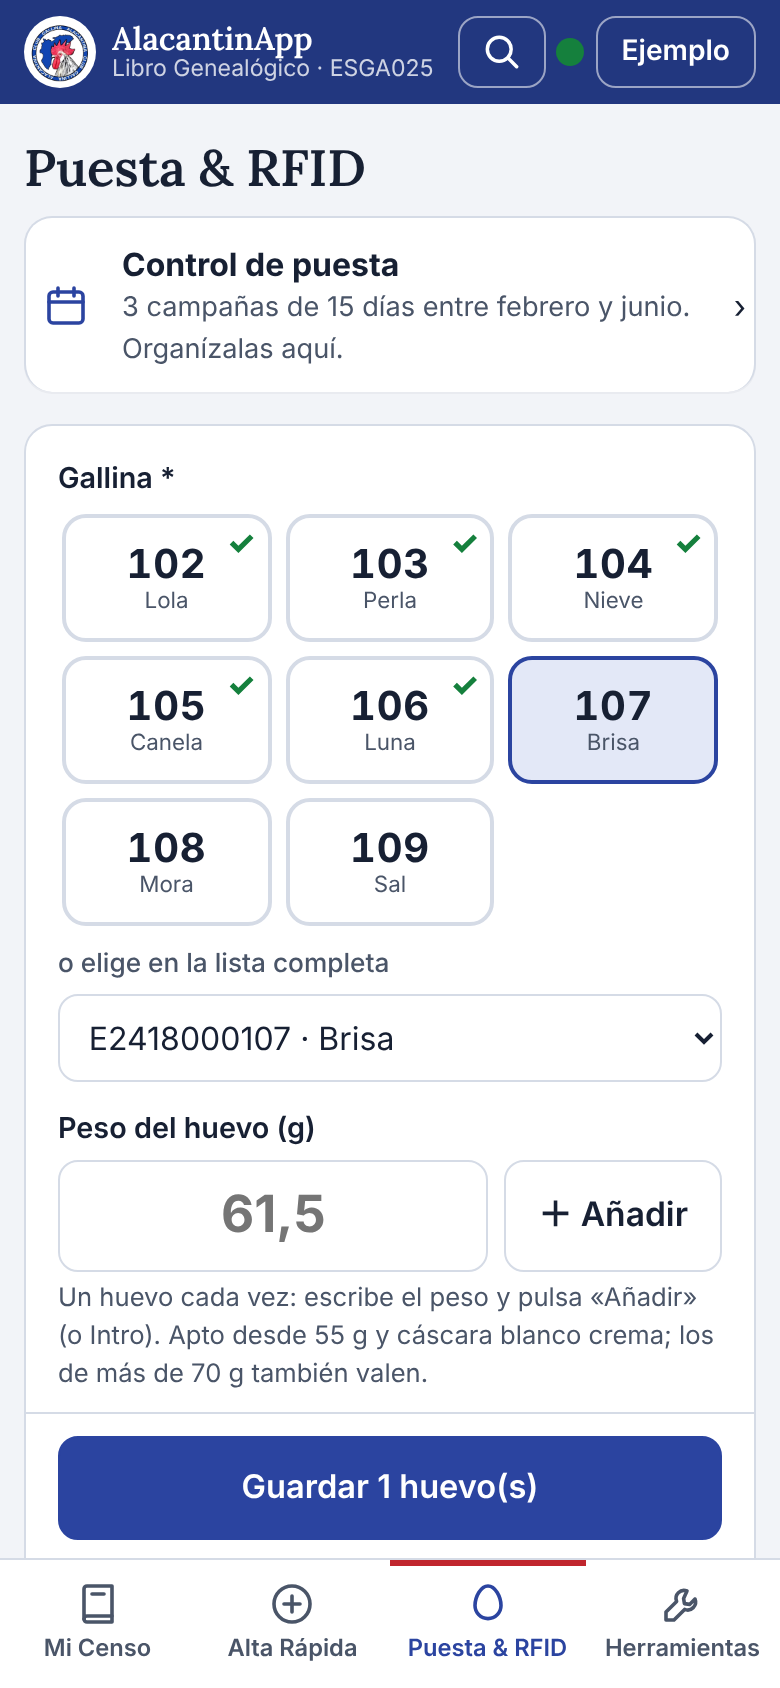 AlacantinApp
Libro Genealógico · ESGA025
Ejemplo
Puesta & RFID
Control de puesta
3 campañas de 15 días entre febrero y junio.
Organízalas aquí.
Gallina *
102
Lola
103
Perla
104
Nieve
105
Canela
106
Luna
107
Brisa
108
Mora
109
Sal
o elige en la lista completa
E2418000107 · Brisa
Peso del huevo (g)
61,5
+ Añadir
Un huevo cada vez: escribe el peso y pulsa «Añadir»
(o Intro). Apto desde 55 g y cáscara blanco crema; los
de más de 70 g también valen.
Guardar 1 huevo(s)
Mi Censo
Alta Rápida
Puesta & RFID
Herramientas